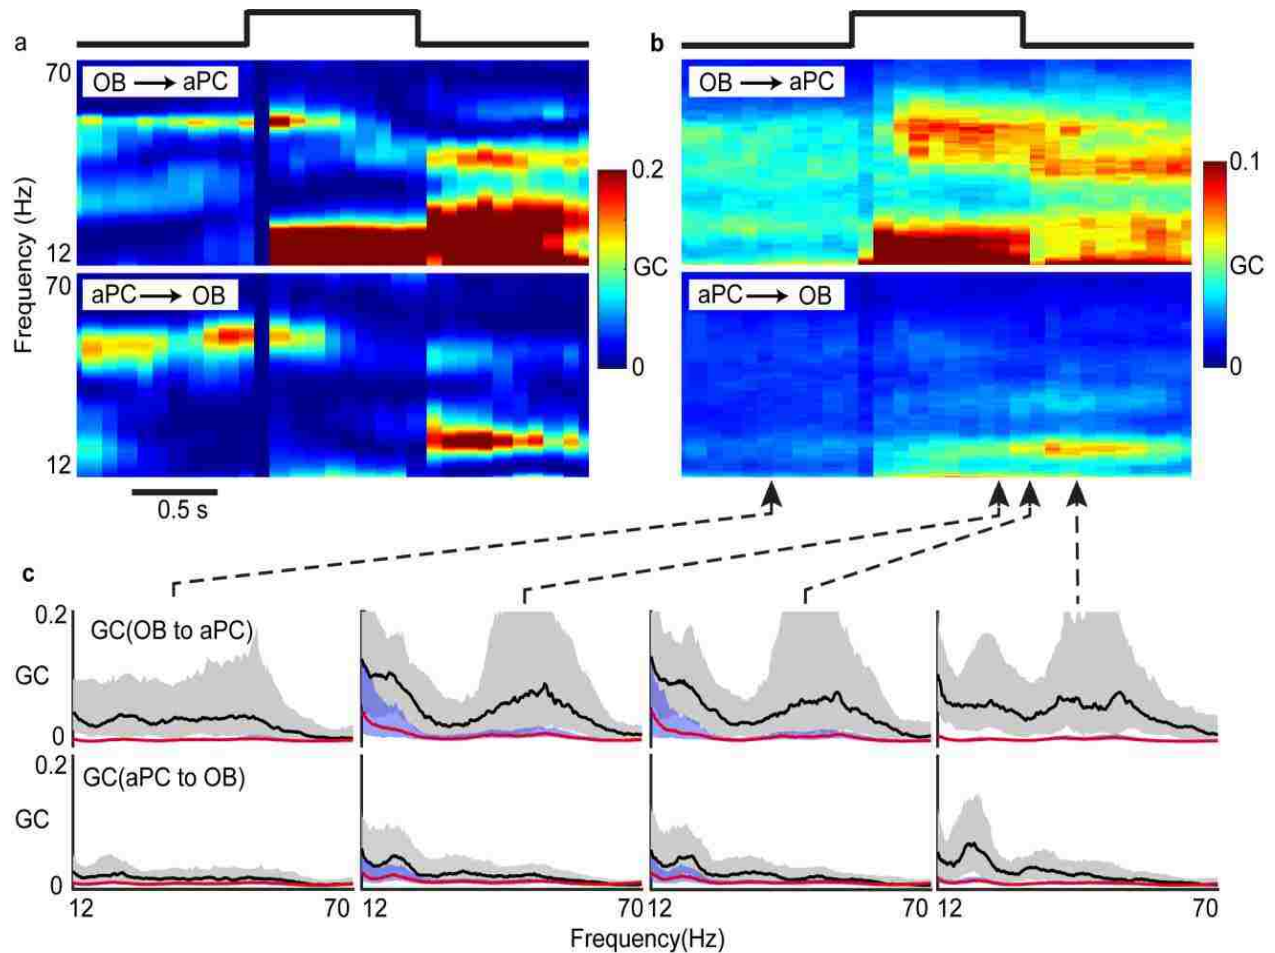 a
b
70
OB → aPC
OB → aPC
Frequency (Hz)
12
0.2
GC
0
0.1
GC
0
70
aPC → OB
aPC → OB
12
0.5 s
c
0.2
GC(OB to aPC)
GC
0
0.2
GC(aPC to OB)
GC
0
12
70
12
70
12
70
12
70
Frequency(Hz)